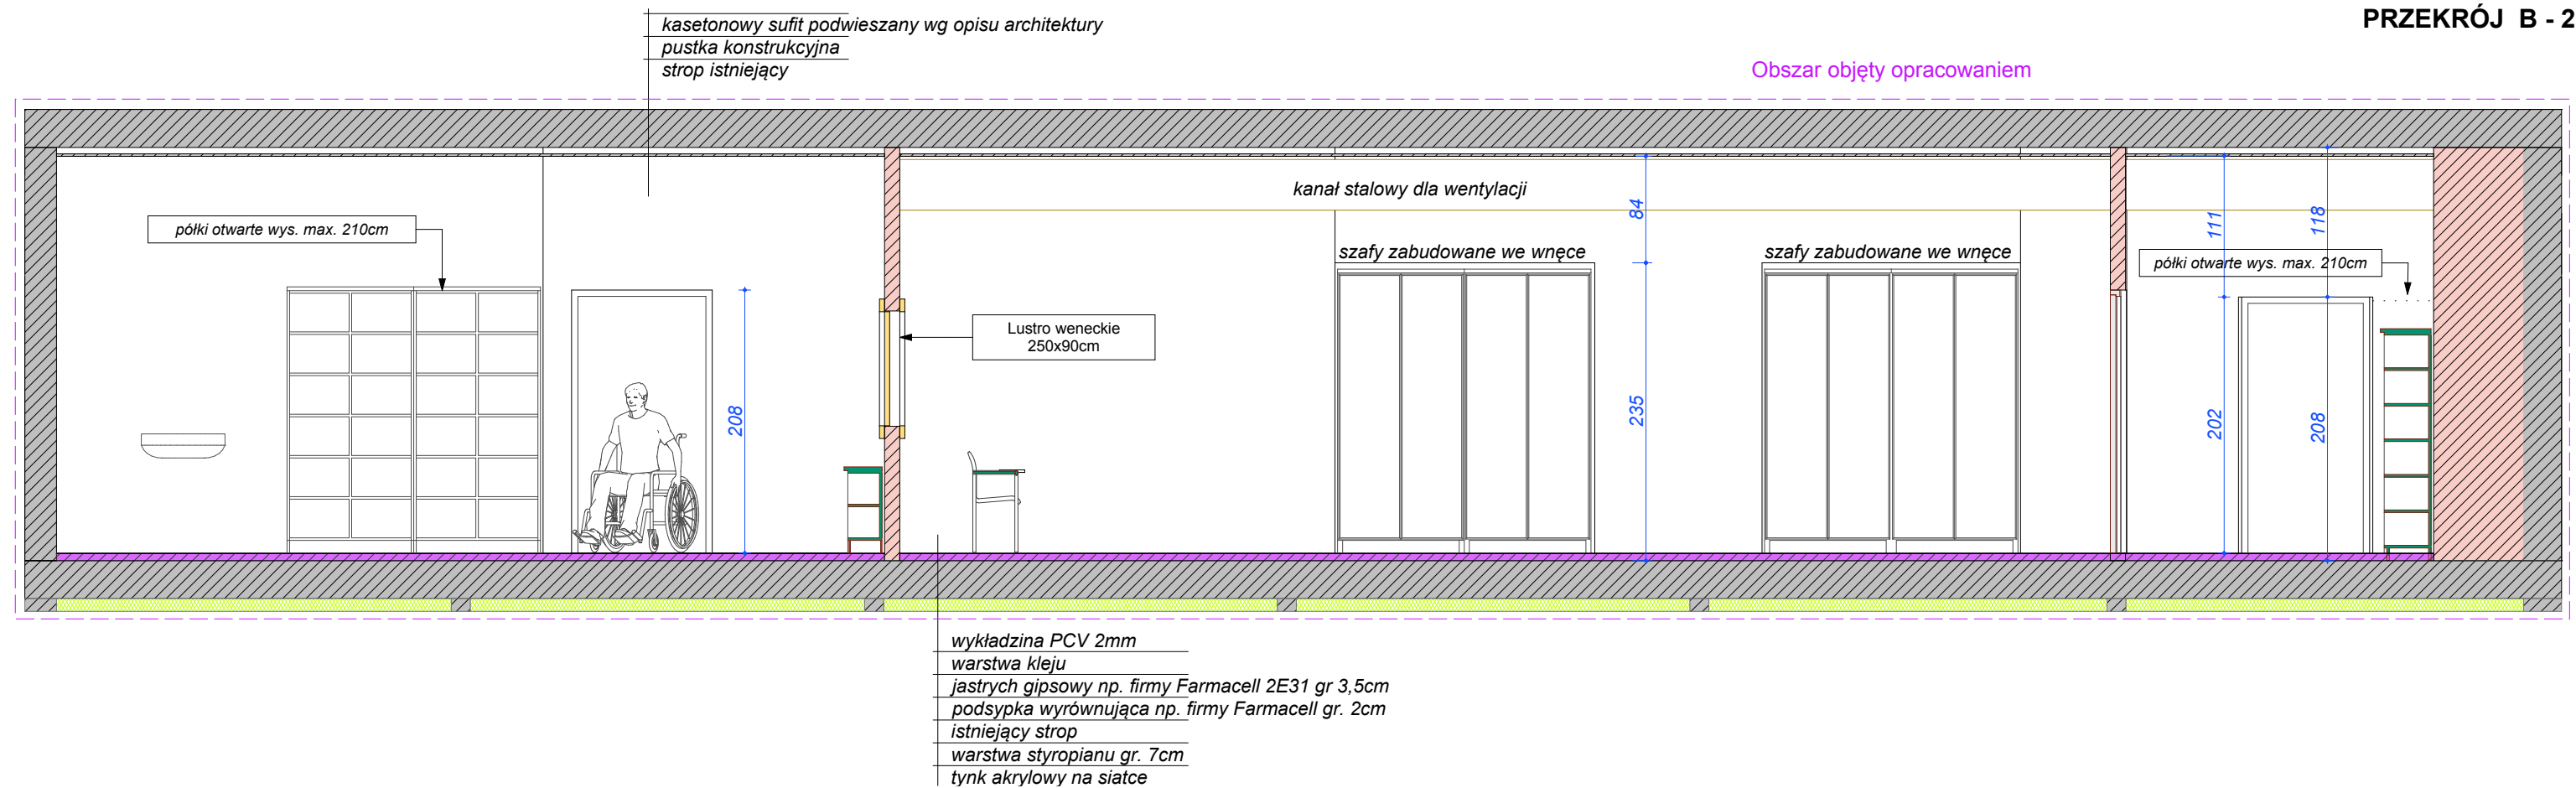 PRZEKRÓJ B - 2
kasetonowy sufit podwieszany wg opisu architektury
pustka konstrukcyjna
strop istniejący
Obszar objęty opracowaniem
kanał stalowy dla wentylacji
półki otwarte wys. max. 210cm
szafy zabudowane we wnęce
szafy zabudowane we wnęce
półki otwarte wys. max. 210cm
Lustro weneckie
250x90cm
208
84
235
111
202
118
208
wykładzina PCV 2mm
warstwa kleju
jastrych gipsowy np. firmy Farmacell 2E31 gr 3,5cm
podsypka wyrównująca np. firmy Farmacell gr. 2cm
istniejący strop
warstwa styropianu gr. 7cm
tynk akrylowy na siatce